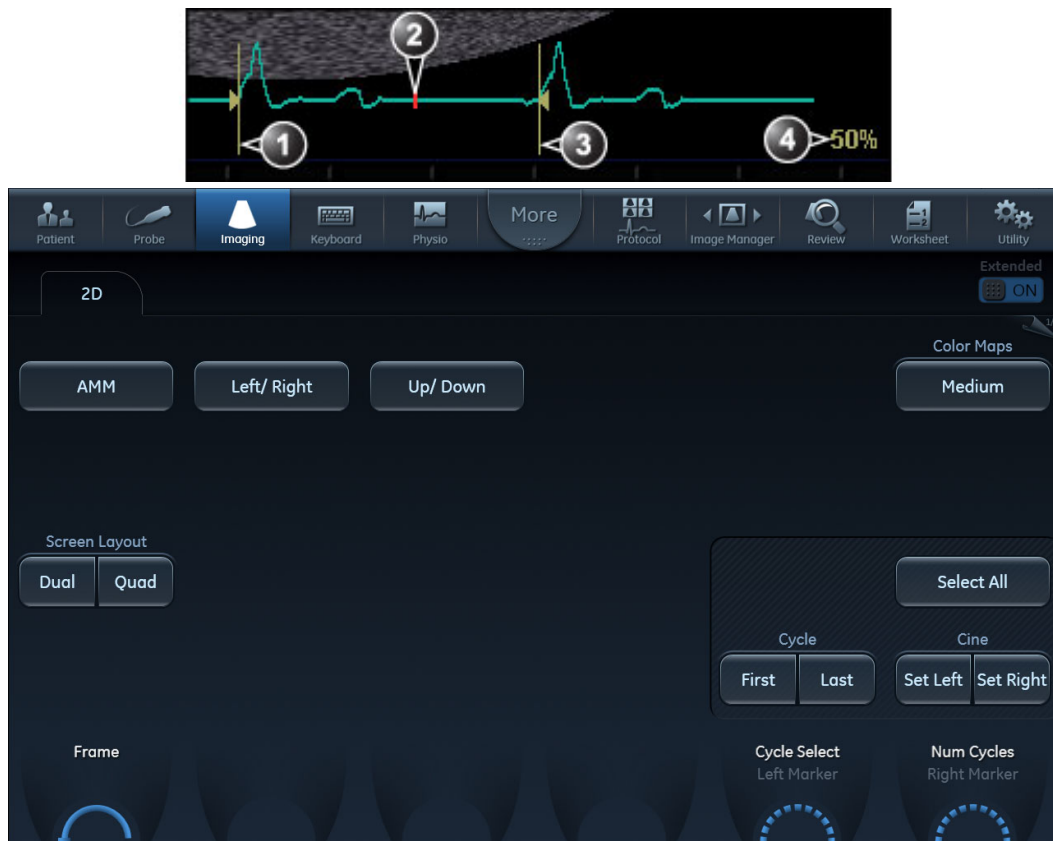 2
1
3
4
50%
Patient
Probe
Imaging
Keyboard
Physio
More
Protocol
Image Manager
Review
Worksheet
Utility
Extended
ON
2D
Color Maps
AMM
Left/ Right
Up/ Down
Medium
Screen Layout
Dual
Quad
Select All
Cycle
Cine
First
Last
Set Left
Set Right
Frame
Cycle Select
Num Cycles
Left Marker
Right Marker